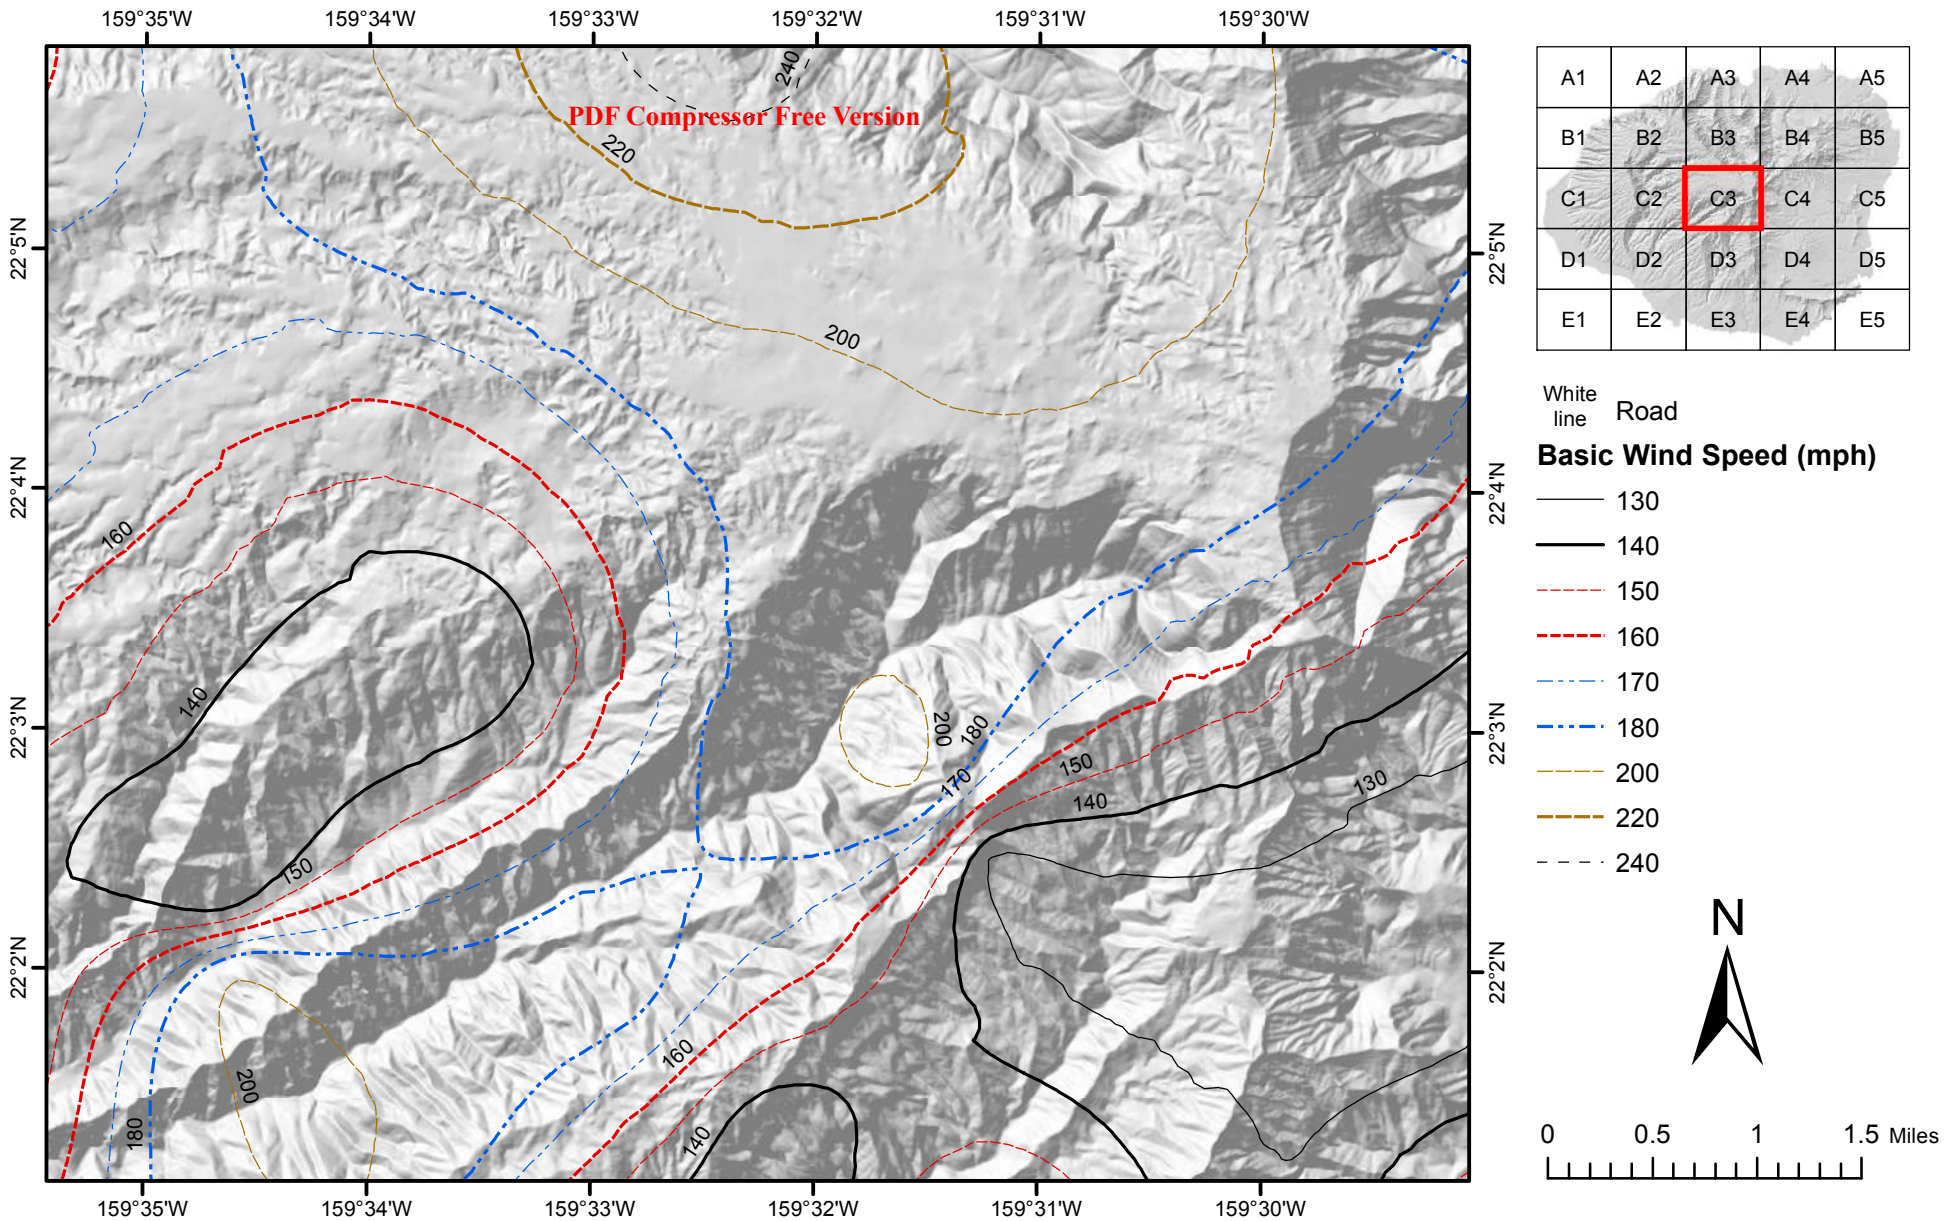 159°35'W 159°34'W 159°33'W 159°32'W 159°31'W 159°30'W
240
PDF Compressor Free Version
220
200
160
140
200
180
170
150
140
130
150
160
200
180
140
22°5'N
22°4'N
22°3'N
22°2'N
22°5'N
22°4'N
22°3'N
22°2'N
159°35'W 159°34'W 159°33'W 159°32'W 159°31'W 159°30'W
A1 A2 A3 A4 A5
B1 B2 B3 B4 B5
C1 C2 C3 C4 C5
D1 D2 D3 D4 D5
E1 E2 E3 E4 E5
White
line Road
Basic Wind Speed (mph)
130
140
150
160
170
180
200
220
240
N
0 0.5 1 1.5 Miles